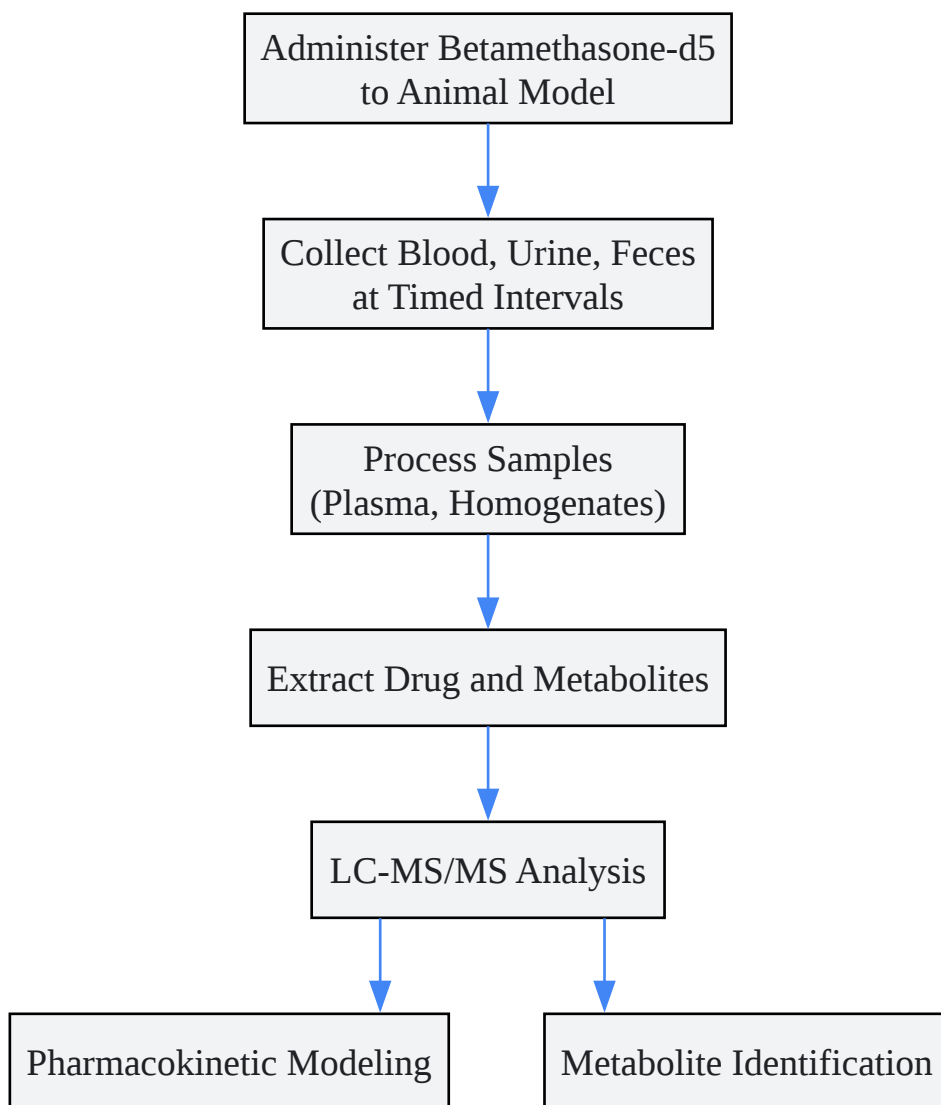 Administer Betamethasone-d5
to Animal Model
Collect Blood, Urine, Feces
at Timed Intervals
Process Samples
(Plasma, Homogenates)
Extract Drug and Metabolites
LC-MS/MS Analysis
Pharmacokinetic Modeling
Metabolite Identification